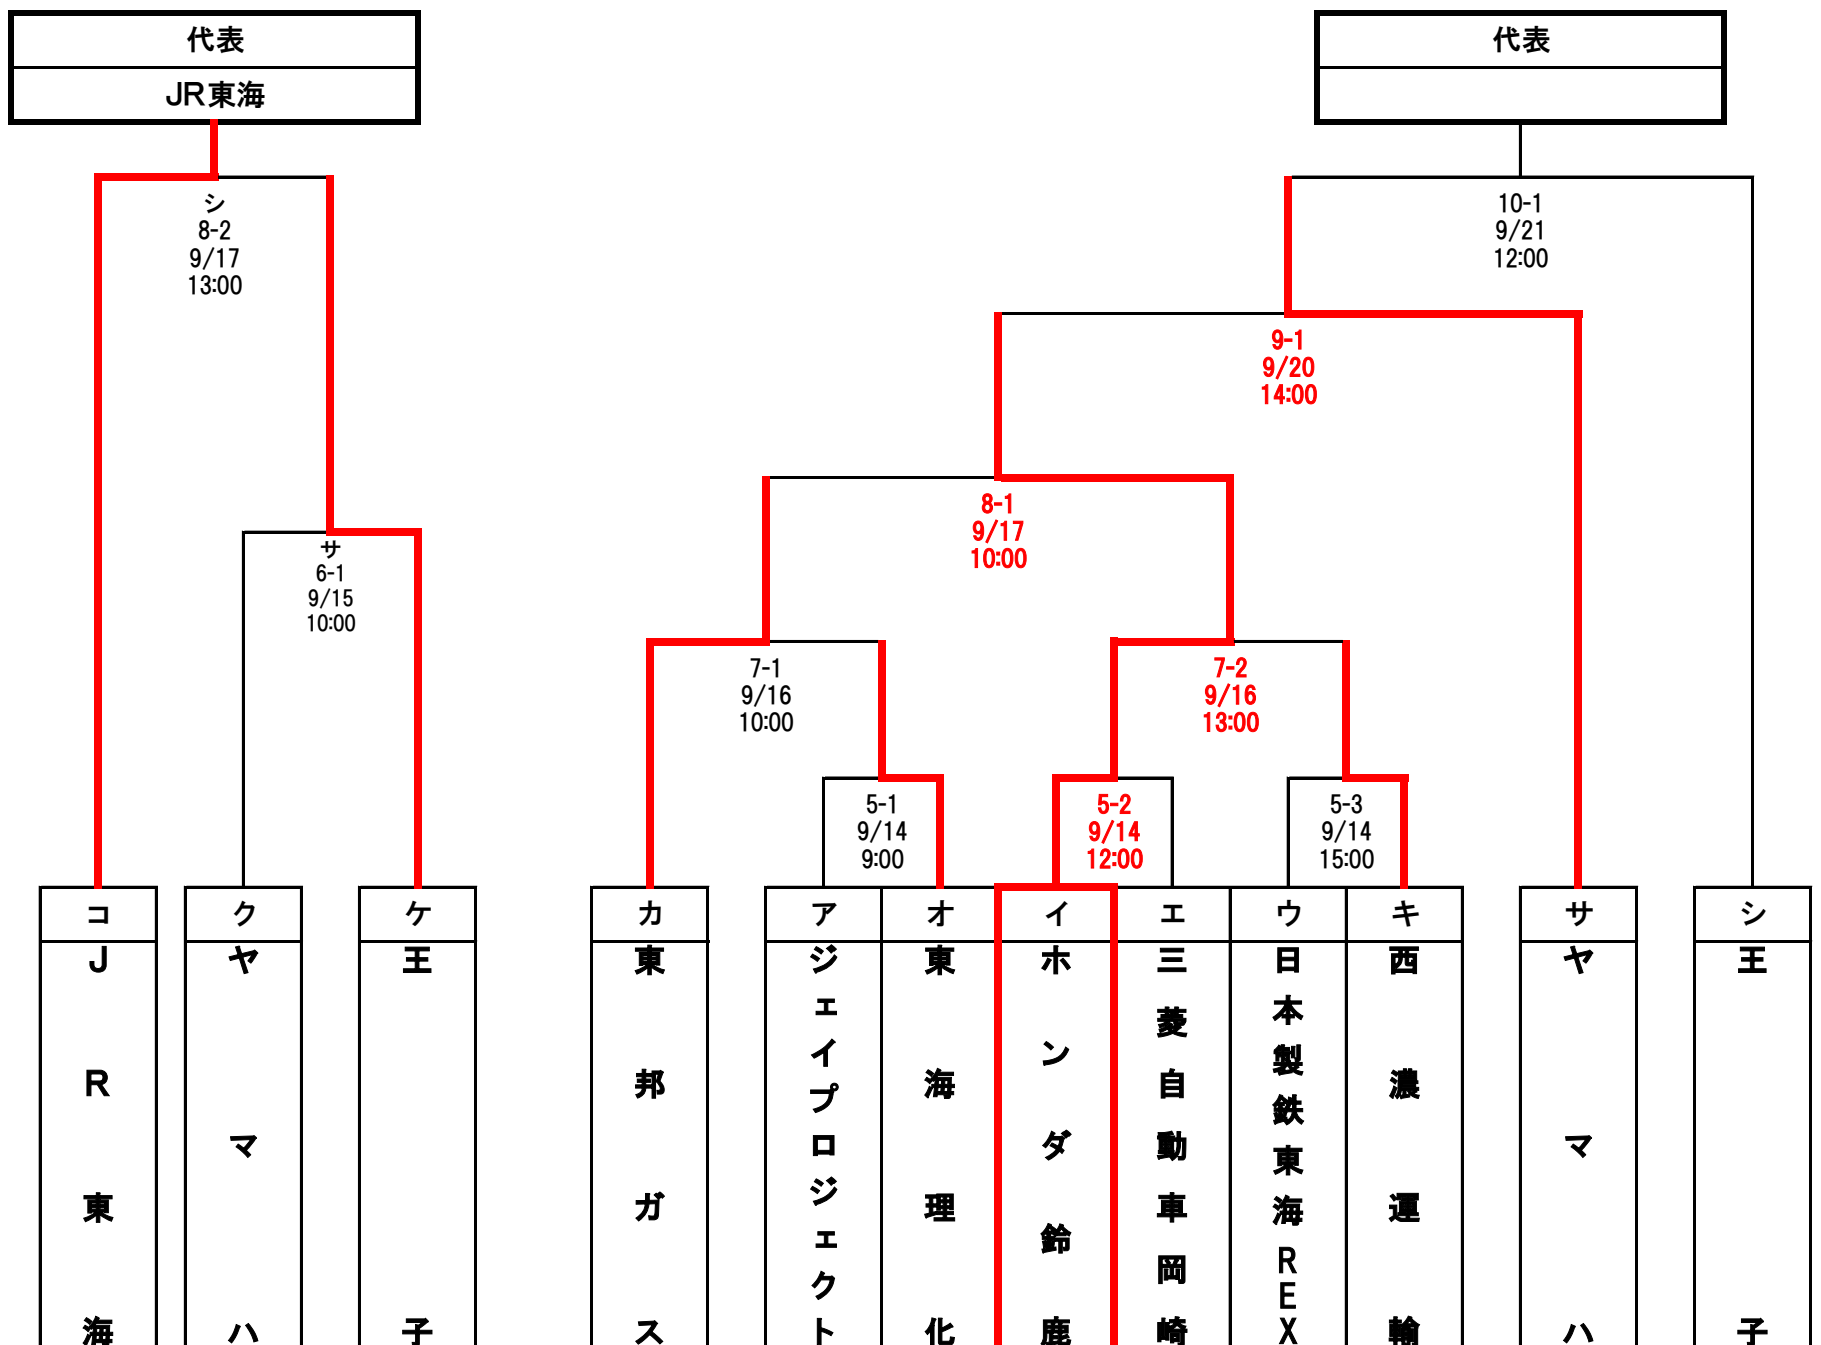 代表
JR東海
代表
シ
8-2
9/17
13:00
10-1
9/21
12:00
9-1
9/20
14:00
8-1
9/17
10:00
サ
6-1
9/15
10:00
7-1
9/16
10:00
7-2
9/16
13:00
5-1
9/14
9:00
5-2
9/14
12:00
5-3
9/14
15:00
コ
JR東海
ク
ヤマハ
ケ
王子
カ
東邦ガス
ア
ジェイプロジェクト
オ
東海理化
イ
ホンダ鈴鹿
エ
三菱自動車岡崎
ウ
日本製鉄東海REX
キ
西濃運輸
サ
ヤマハ
シ
王子